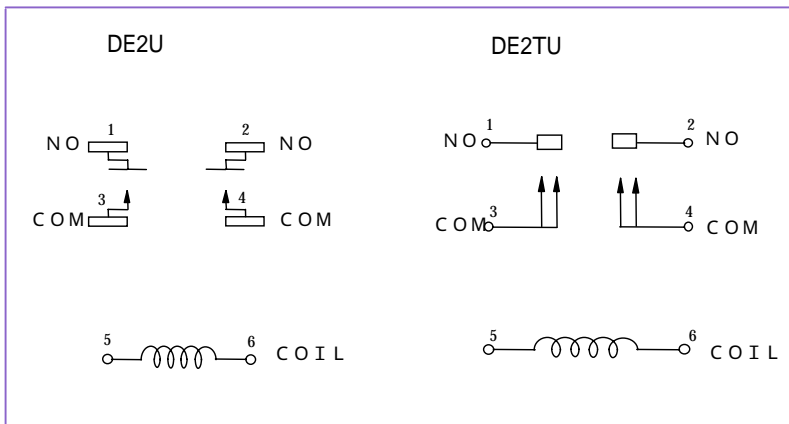 DE2U DE2TU
1 2
NO NO
3 4
COM COM
5 6
COIL
1 2
NO NO
3 4
COM COM
5 6
COIL